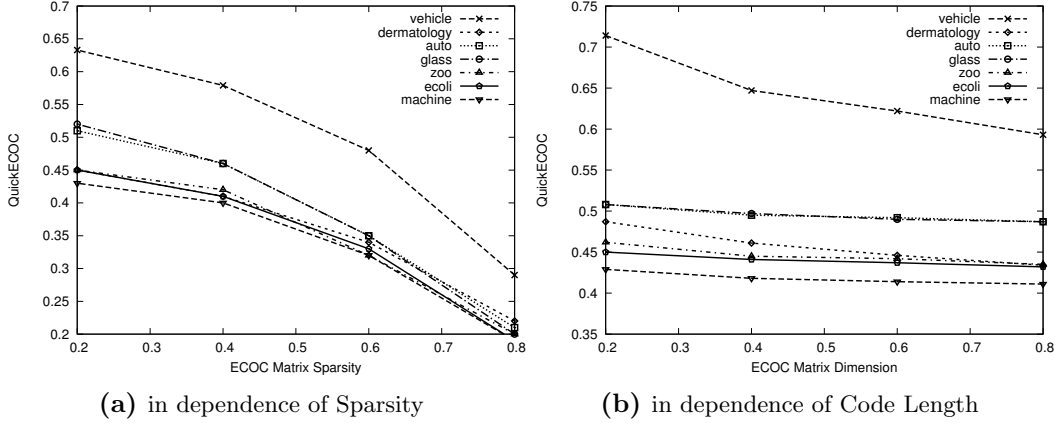 0.7
0.65
0.6
0.55
0.5
0.45
0.4
0.35
0.3
0.25
0.2
QuickECOC
vehicle
dermatology
auto
glass
zoo
ecoli
machine
0.2 0.3 0.4 0.5 0.6 0.7 0.8
ECOC Matrix Sparsity
(a) in dependence of Sparsity
0.75
0.7
0.65
0.6
0.55
0.5
0.45
0.4
0.35
QuickECOC
vehicle
dermatology
auto
glass
zoo
ecoli
machine
0.2 0.3 0.4 0.5 0.6 0.7 0.8
ECOC Matrix Dimension
(b) in dependence of Code Length